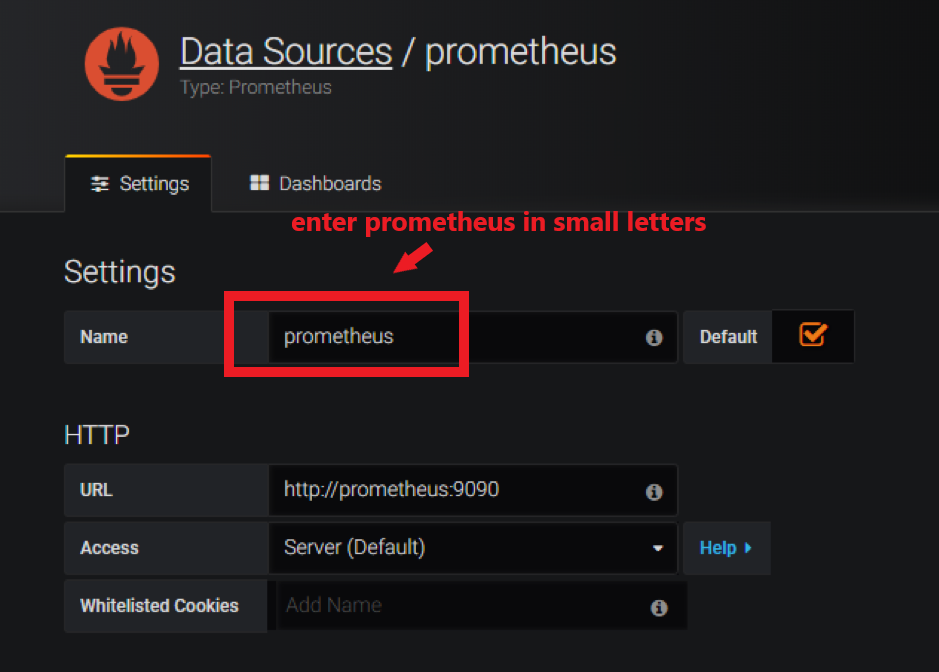 Data Sources / prometheus
Type: Prometheus
Settings
Dashboards
enter prometheus in small letters
Settings
Name
prometheus
Default
HTTP
URL
http://prometheus:9090
Access
Server (Default)
Help
Whitelisted Cookies
Add Name